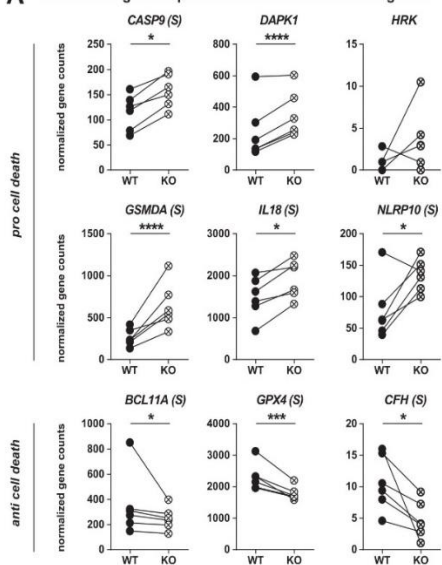 CASP9 (S) DAPK1 HRK
* ****
normalized gene counts
250 200 150 100 50 0
800 600 400 200 0
15 10 5 0
WT KO WT KO WT KO
pro cell death
GSMDA (S) IL18 (S) NLRP10 (S)
**** * *
normalized gene counts
1500 1000 500 0
3000 2000 1000 0
200 150 100 50 0
WT KO WT KO WT KO
BCL11A (S) GPX4 (S) CFH (S)
* *** *
anti cell death
normalized gene counts
1000 800 600 400 200 0
4000 3000 2000 1000 0
20 15 10 5 0
WT KO WT KO WT KO